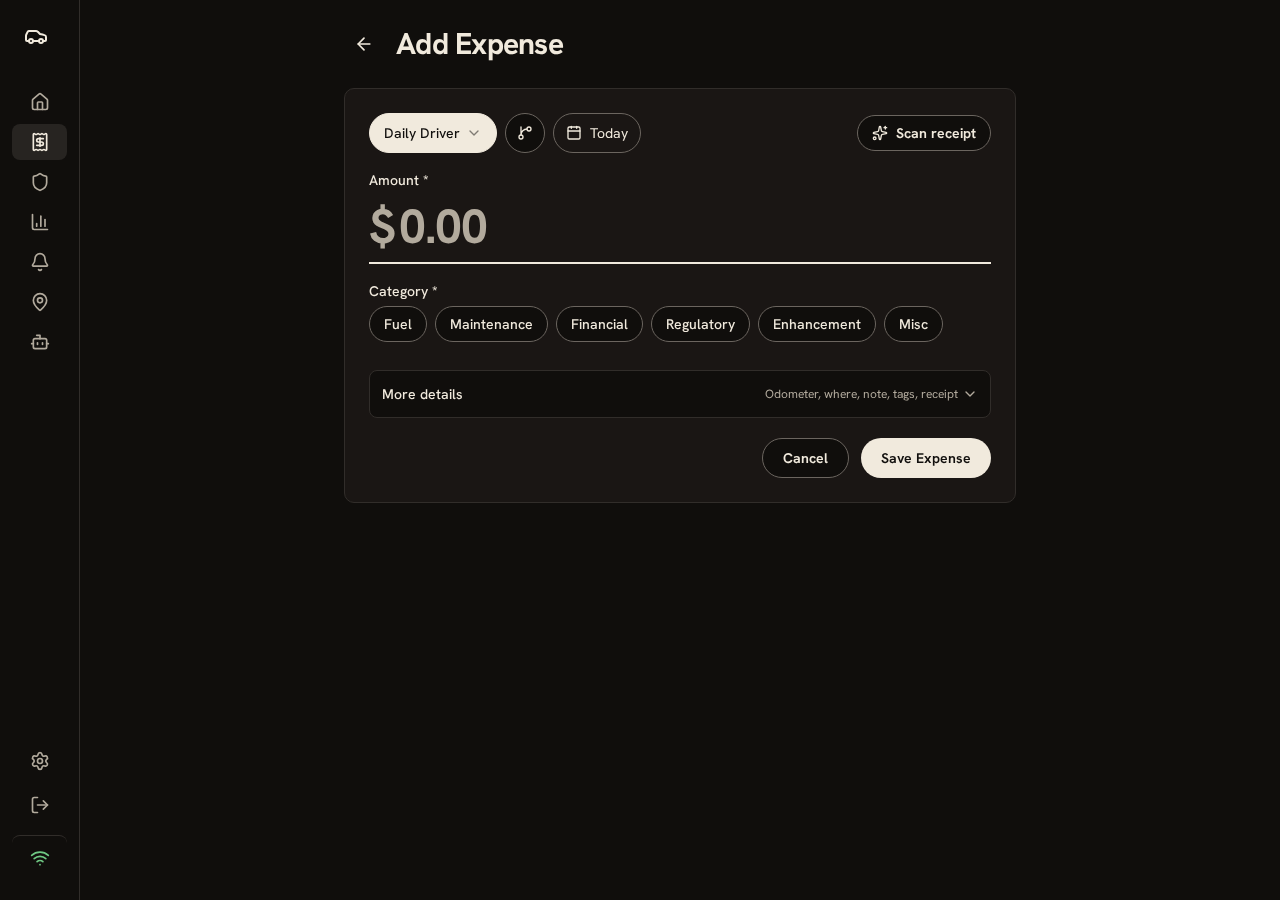 Add Expense
Daily Driver
Today
Scan receipt
Amount *
$0.00
Category *
Fuel
Maintenance
Financial
Regulatory
Enhancement
Misc
More details
Odometer, where, note, tags, receipt
Cancel
Save Expense